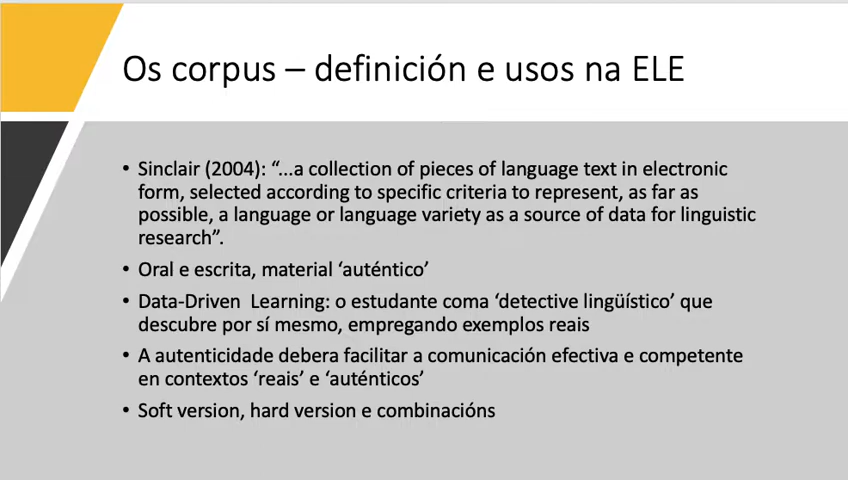 Os corpus – definición e usos na ELE
• Sinclair (2004): “...a collection of pieces of language text in electronic
form, selected according to specific criteria to represent, as far as
possible, a language or language variety as a source of data for linguistic
research”.
• Oral e escrita, material ‘auténtico’
• Data-Driven Learning: o estudante coma ‘detective lingüístico’ que
descubre por sí mesmo, empregando exemplos reais
• A autenticidade debera facilitar a comunicación efectiva e competente
en contextos ‘reais’ e ‘auténticos’
• Soft version, hard version e combinacións